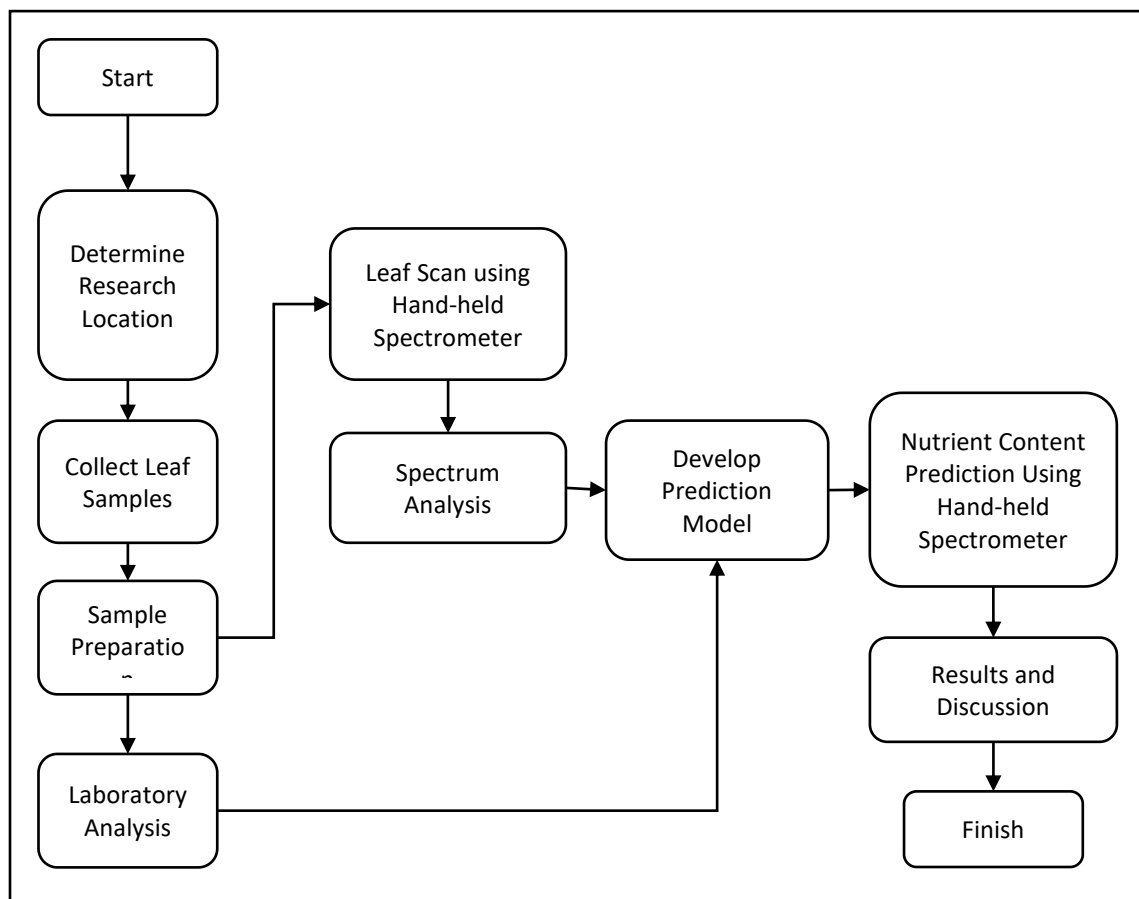 Start
Determine
Research
Location
Collect Leaf
Samples
Sample
Preparatio
n
Laboratory
Analysis
Leaf Scan using
Hand-held
Spectrometer
Spectrum
Analysis
Develop
Prediction
Model
Nutrient Content
Prediction Using
Hand-held
Spectrometer
Results and
Discussion
Finish